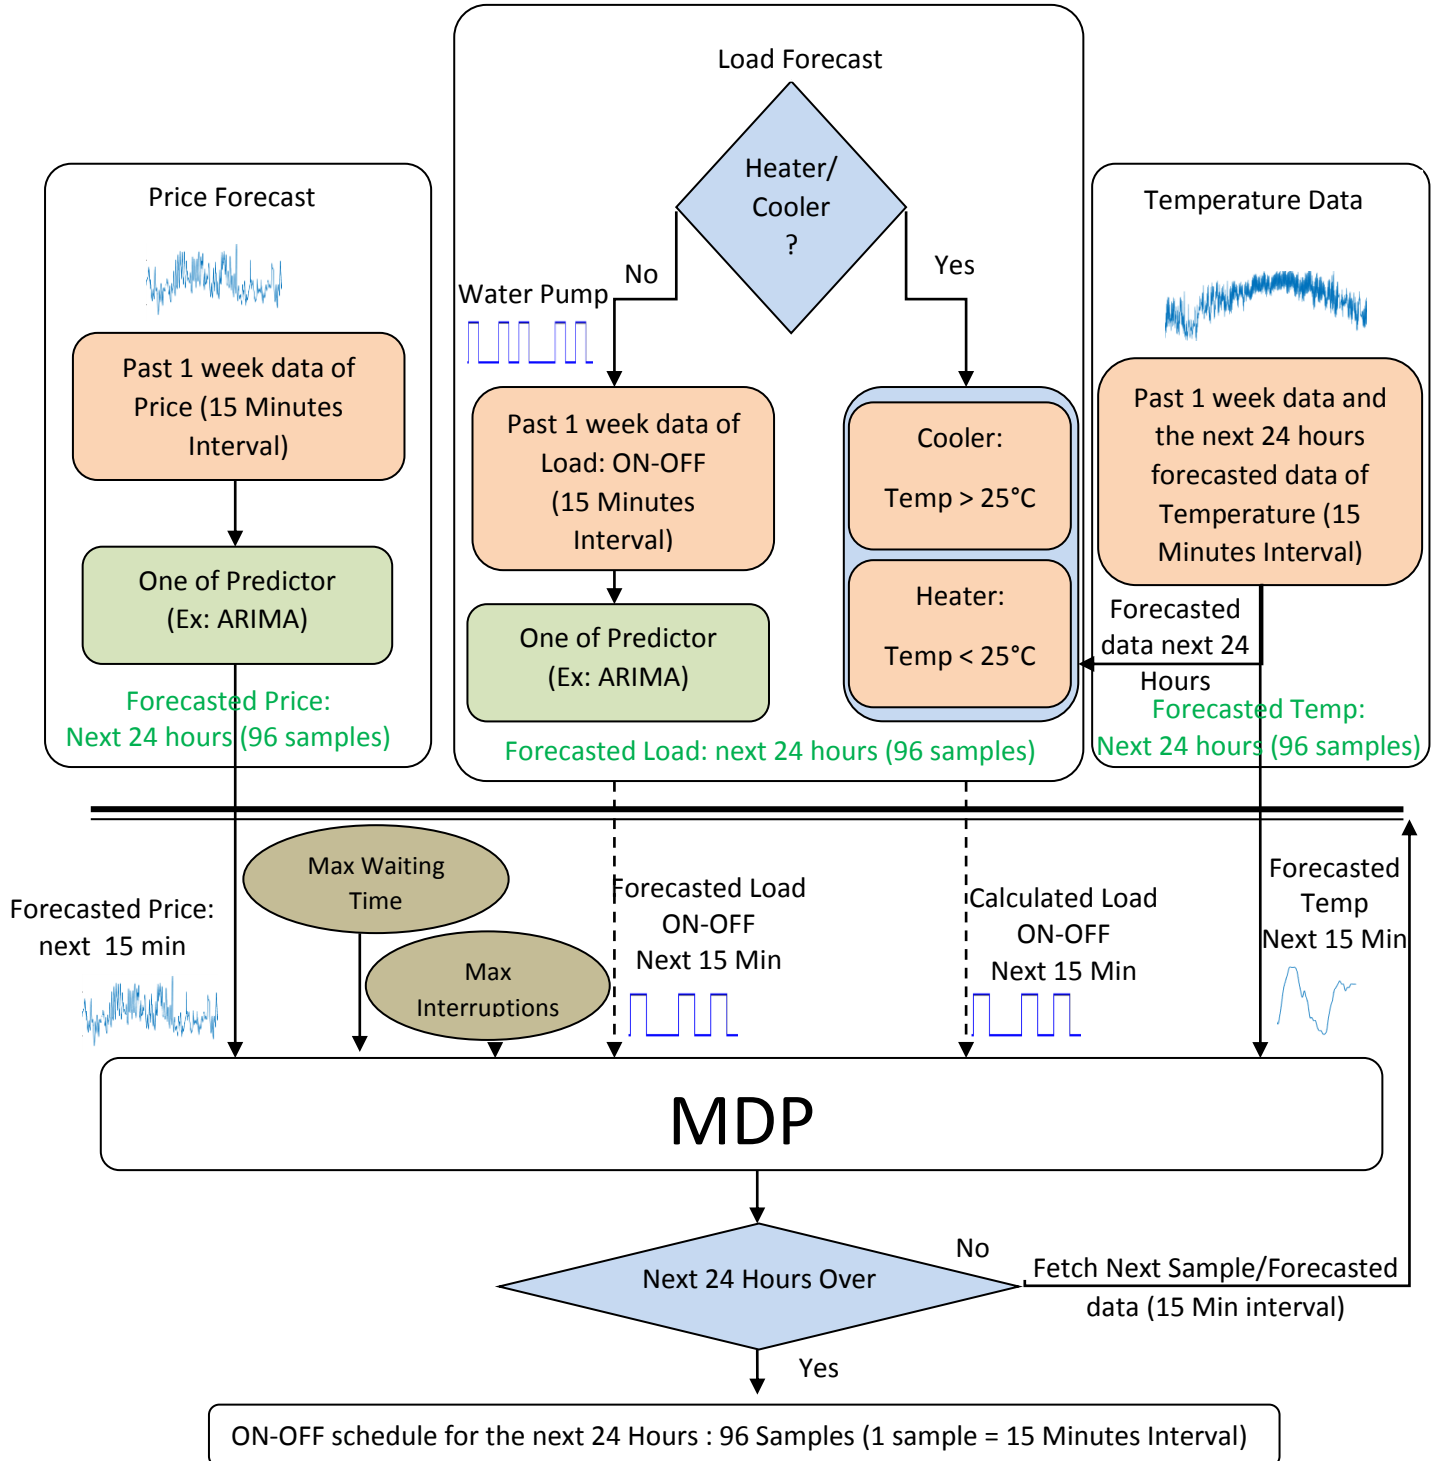 Load Forecast
Heater/
Cooler
?
No
Yes
Water Pump
Past 1 week data of
Load: ON-OFF
(15 Minutes
Interval)
One of Predictor
(Ex: ARIMA)
Cooler:
Temp > 25°C
Heater:
Temp < 25°C
Forecasted Load: next 24 hours (96 samples)
Price Forecast
Past 1 week data of
Price (15 Minutes
Interval)
One of Predictor
(Ex: ARIMA)
Forecasted Price:
Next 24 hours (96 samples)
Temperature Data
Past 1 week data and
the next 24 hours
forecasted data of
Temperature (15
Minutes Interval)
Forecasted
data next 24
Hours
Forecasted Temp:
Next 24 hours (96 samples)
Forecasted Price:
next 15 min
Max Waiting
Time
Max
Interruptions
Forecasted Load
ON-OFF
Next 15 Min
Calculated Load
ON-OFF
Next 15 Min
Forecasted
Temp
Next 15 Min
MDP
Next 24 Hours Over
No
Fetch Next Sample/Forecasted
data (15 Min interval)
Yes
ON-OFF schedule for the next 24 Hours : 96 Samples (1 sample = 15 Minutes Interval)